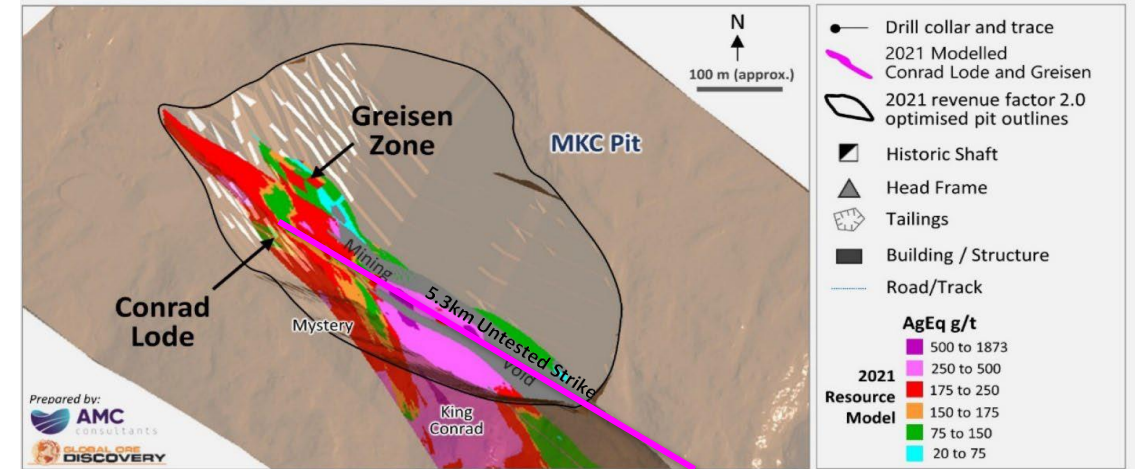 N
100 m (approx.)
Greisen
Zone
MKC Pit
Mining
5.3km Untested Strike
Void
Conrad
Lode
Mystery
King
Conrad
Prepared by:
AMC
consultants
GLOBAL ORE
DISCOVERY
Drill collar and trace
2021 Modelled
Conrad Lode and Greisen
2021 revenue factor 2.0
optimised pit outlines
Historic Shaft
Head Frame
Tailings
Building / Structure
Road/Track
AgEq g/t
2021
Resource
Model
500 to 1873
250 to 500
175 to 250
150 to 175
75 to 150
20 to 75